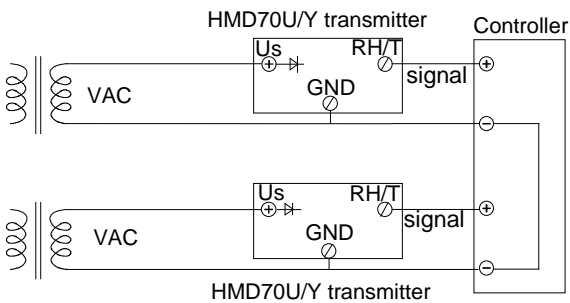 HMD70U/Y transmitter
Controller
Us
RH/T
+
+
signal
GND
VAC
-
Us
RH/T
+
+
signal
GND
VAC
-
HMD70U/Y transmitter